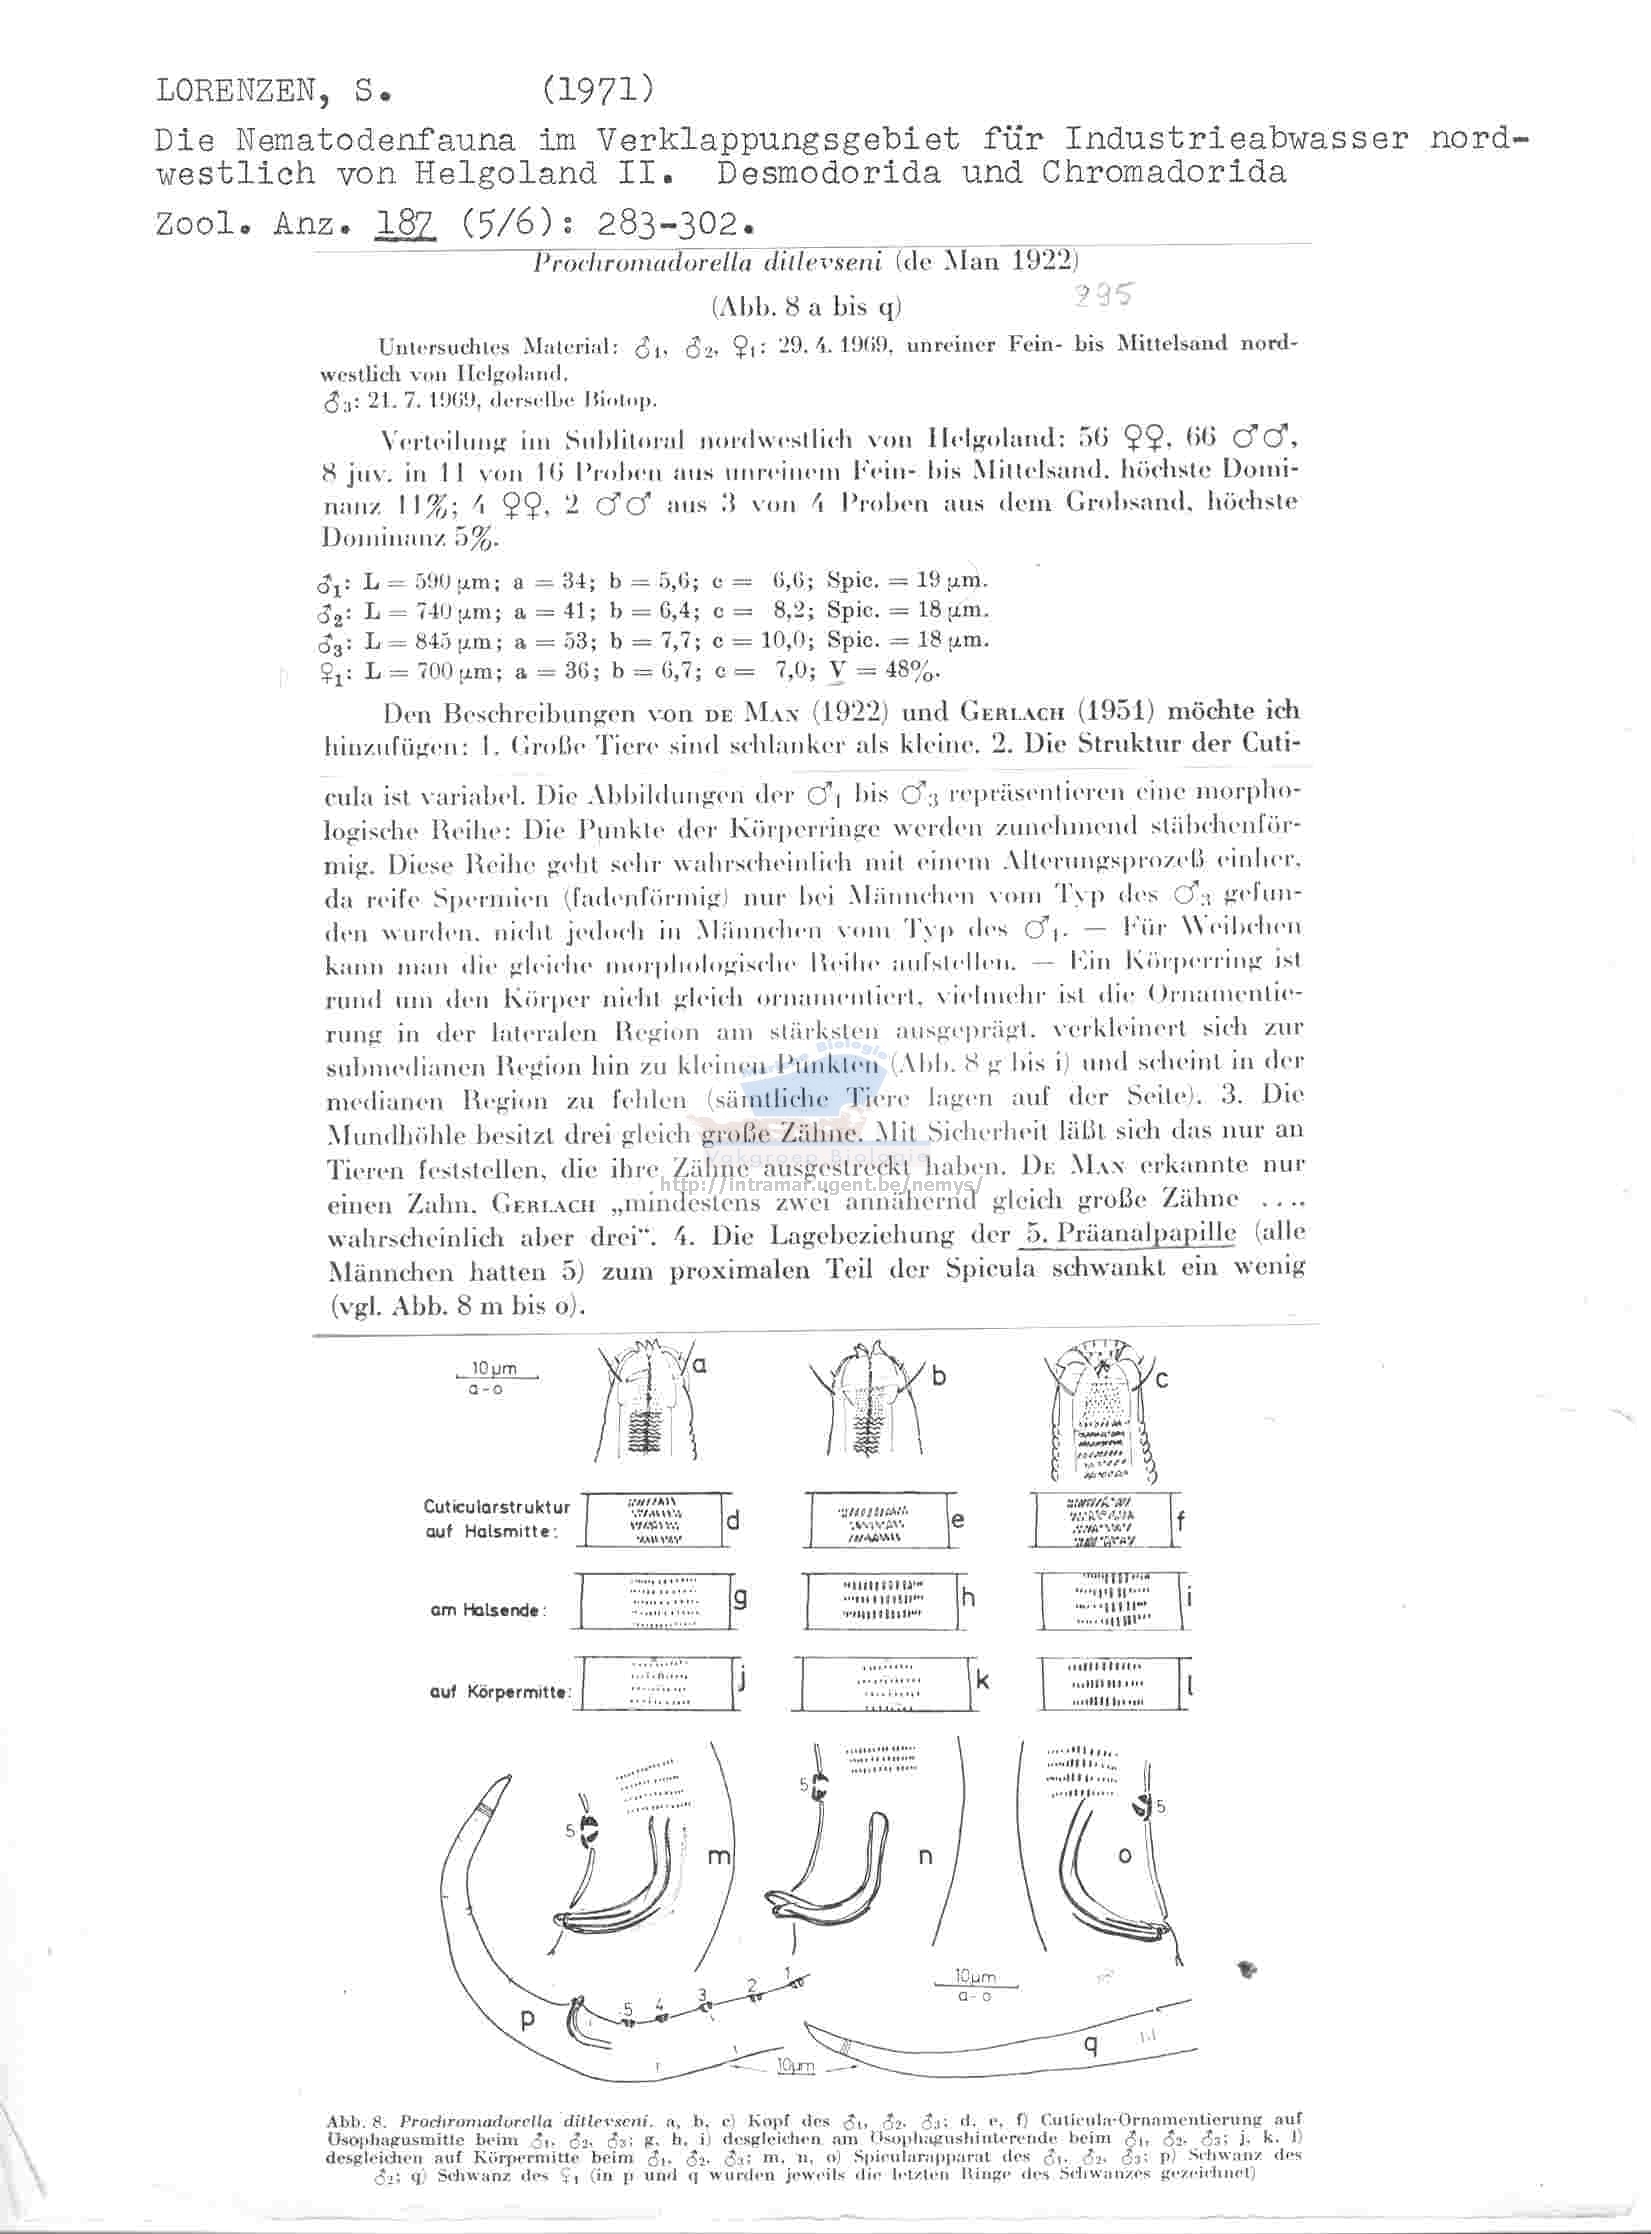 LORENZEN, S. (1971)
Die Nematodenfauna im Verklappungsgebiet für Industrieabwasser nord-
westlich von Helgoland II. Desmodorida und Chromadorida
Zool. Anz. 187 (5/6): 283-302.
Prochromadorella ditlevseni (de Man 1922)
(Abb. 8 a bis q)
295
Untersuchtes Material: ♂1, ♂2, ♀1: 29. 4. 1969, unreiner Fein- bis Mittelsand nord-
westlich von Helgoland.
♂3: 21. 7. 1969, derselbe Biotop.
Verteilung im Sublitoral nordwestlich von Helgoland: 56 ♀♀, 66 ♂♂,
8 juv. in 11 von 16 Proben aus unreinem Fein- bis Mittelsand, höchste Domi-
nanz 11%; 4 ♀♀, 2 ♂♂ aus 3 von 4 Proben aus dem Grobsand, höchste
Dominanz 5%.
♂1: L = 590 µm; a = 34; b = 5,6; c = 6,6; Spic. = 19 µm.
♂2: L = 740 µm; a = 41; b = 6,4; c = 8,2; Spic. = 18 µm.
♂3: L = 845 µm; a = 53; b = 7,7; c = 10,0; Spic. = 18 µm.
♀1: L = 700 µm; a = 36; b = 6,7; c = 7,0; V = 48%.
Den Beschreibungen von DE MAN (1922) und GERLACH (1951) möchte ich
hinzufügen: 1. Große Tiere sind schlanker als kleine. 2. Die Struktur der Cuti-
cula ist variabel. Die Abbildungen der ♂1 bis ♂3 repräsentieren eine morpho-
logische Reihe: Die Punkte der Körperringe werden zunehmend stäbchenför-
mig. Diese Reihe geht sehr wahrscheinlich mit einem Alterungsprozeß einher,
da reife Spermien (fadenförmig) nur bei Männchen vom Typ des ♂3 gefun-
den wurden, nicht jedoch in Männchen vom Typ des ♂1. — Für Weibchen
kann man die gleiche morphologische Reihe aufstellen. — Ein Körperring ist
rund um den Körper nicht gleich ornamentiert, vielmehr ist die Ornamentie-
rung in der lateralen Region am stärksten ausgeprägt, verkleinert sich zur
submedianen Region hin zu kleinen Punkten (Abb. 8 g bis i) und scheint in der
medianen Region zu fehlen (sämtliche Tiere lagen auf der Seite). 3. Die
Mundhöhle besitzt drei gleich große Zähne. Mit Sicherheit läßt sich das nur an
Tieren feststellen, die ihre Zähne ausgestreckt haben. DE MAN erkannte nur
einen Zahn, GERLACH „mindestens zwei annähernd gleich große Zähne ....
wahrscheinlich aber drei“. 4. Die Lagebeziehung der 5. Präanalpapille (alle
Männchen hatten 5) zum proximalen Teil der Spicula schwankt ein wenig
(vgl. Abb. 8 m bis o).
Vakgroep Biologie
http://intramar.ugent.be/nemys/
10 µm
a-o
a
b
c
Cuticularstruktur
auf Halsmitte:
d
e
f
am Halsende:
g
h
i
auf Körpermitte:
j
k
l
5
m
5
n
5
o
p
5 4 3 2 1
10µm
a-o
q
10µm
Abb. 8. Prochromadorella ditlevseni. a, b, c) Kopf des ♂1, ♂2, ♂3; d, e, f) Cuticula-Ornamentierung auf
Ösophagusmitte beim ♂1, ♂2, ♂3; g, h, i) desgleichen am Ösophagushinterende beim ♂1, ♂2, ♂3; j, k, l)
desgleichen auf Körpermitte beim ♂1, ♂2, ♂3; m, n, o) Spicularapparat des ♂1, ♂2, ♂3; p) Schwanz des
♂2; q) Schwanz des ♀1 (in p und q wurden jeweils die letzten Ringe des Schwanzes gezeichnet)